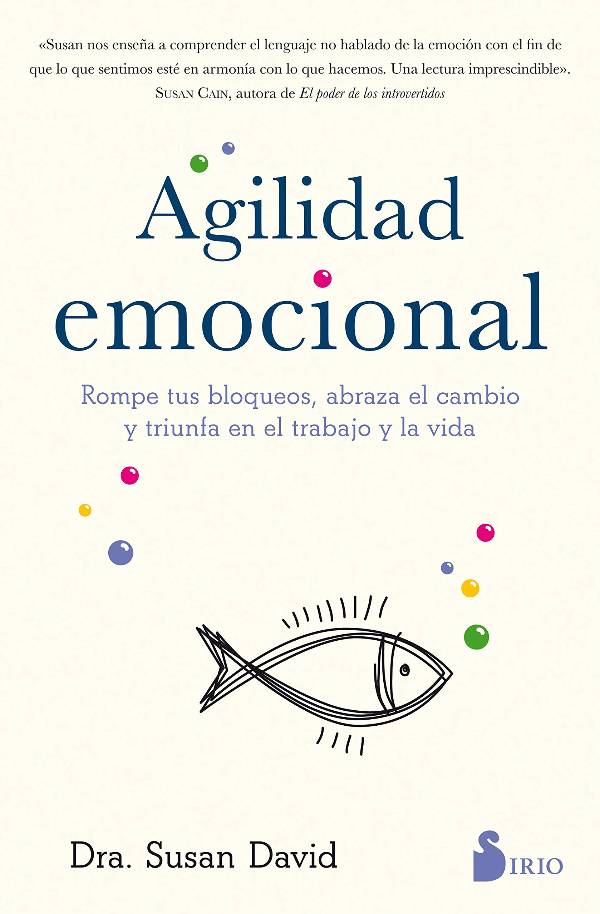 «Susan nos enseña a comprender el lenguaje no hablado de la emoción con el fin de
que lo que sentimos esté en armonía con lo que hacemos. Una lectura imprescindible».
SUSAN CAIN, autora de El poder de los introvertidos
Agilidad
emocional
Rompe tus bloqueos, abraza el cambio
y triunfa en el trabajo y la vida
Dra. Susan David
SIRIO